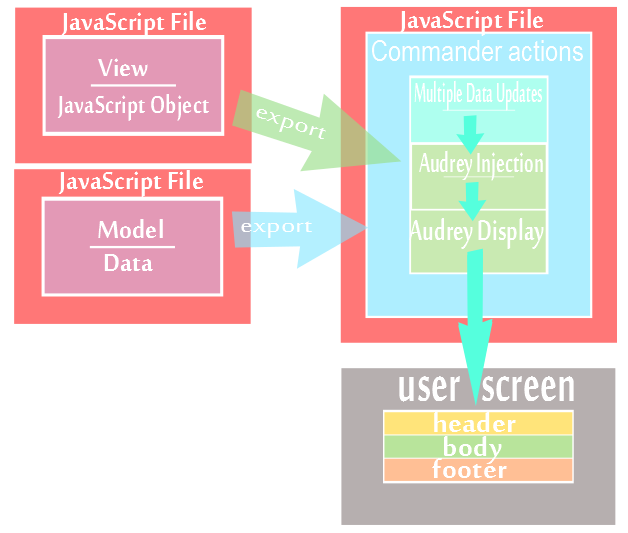 JavaScript File
View
JavaScript Object
export
JavaScript File
Model
Data
export
JavaScript File
Commander actions
Multiple Data Updates
Audrey Injection
Audrey Display
user screen
header
body
footer